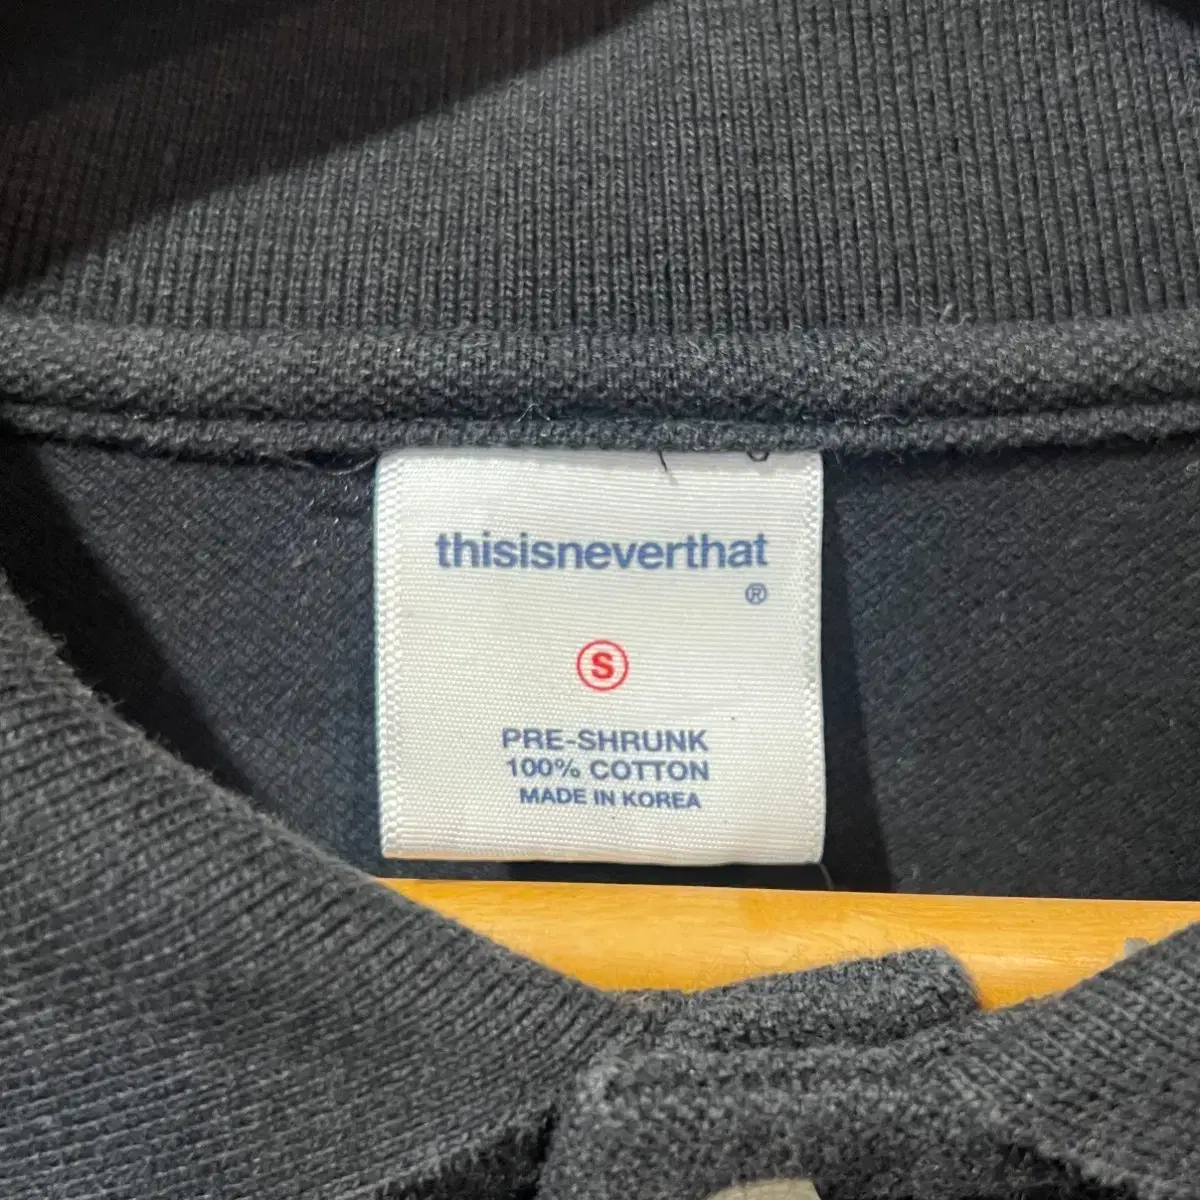 thisisneverthat
®
S
PRE-SHRUNK
100% COTTON
MADE IN KOREA